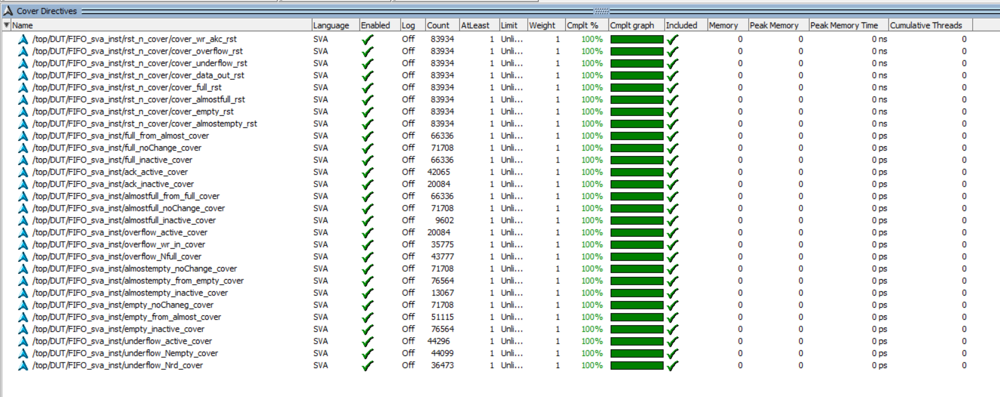 Cover Directives
Name Language Enabled Log Count AtLeast Limit Weight Cmplt % Cmplt graph Included Memory Peak Memory Peak Memory Time Cumulative Threads
/top/DUT/FIFO_sva_inst/rst_n_cover/cover_wr_akc_rst SVA Off 83934 1 Unli... 1 100% 0 0 0 ns 0
/top/DUT/FIFO_sva_inst/rst_n_cover/cover_overflow_rst SVA Off 83934 1 Unli... 1 100% 0 0 0 ns 0
/top/DUT/FIFO_sva_inst/rst_n_cover/cover_underflow_rst SVA Off 83934 1 Unli... 1 100% 0 0 0 ns 0
/top/DUT/FIFO_sva_inst/rst_n_cover/cover_data_out_rst SVA Off 83934 1 Unli... 1 100% 0 0 0 ns 0
/top/DUT/FIFO_sva_inst/rst_n_cover/cover_full_rst SVA Off 83934 1 Unli... 1 100% 0 0 0 ns 0
/top/DUT/FIFO_sva_inst/rst_n_cover/cover_almostfull_rst SVA Off 83934 1 Unli... 1 100% 0 0 0 ns 0
/top/DUT/FIFO_sva_inst/rst_n_cover/cover_empty_rst SVA Off 83934 1 Unli... 1 100% 0 0 0 ns 0
/top/DUT/FIFO_sva_inst/rst_n_cover/cover_almostempty_rst SVA Off 83934 1 Unli... 1 100% 0 0 0 ns 0
/top/DUT/FIFO_sva_inst/full_from_almost_cover SVA Off 66336 1 Unli... 1 100% 0 0 0 ps 0
/top/DUT/FIFO_sva_inst/full_noChange_cover SVA Off 71708 1 Unli... 1 100% 0 0 0 ps 0
/top/DUT/FIFO_sva_inst/full_inactive_cover SVA Off 66336 1 Unli... 1 100% 0 0 0 ps 0
/top/DUT/FIFO_sva_inst/ack_active_cover SVA Off 42065 1 Unli... 1 100% 0 0 0 ps 0
/top/DUT/FIFO_sva_inst/ack_inactive_cover SVA Off 20084 1 Unli... 1 100% 0 0 0 ps 0
/top/DUT/FIFO_sva_inst/almostfull_from_full_cover SVA Off 66336 1 Unli... 1 100% 0 0 0 ps 0
/top/DUT/FIFO_sva_inst/almostfull_noChange_cover SVA Off 71708 1 Unli... 1 100% 0 0 0 ps 0
/top/DUT/FIFO_sva_inst/almostfull_inactive_cover SVA Off 9602 1 Unli... 1 100% 0 0 0 ps 0
/top/DUT/FIFO_sva_inst/overflow_active_cover SVA Off 20084 1 Unli... 1 100% 0 0 0 ps 0
/top/DUT/FIFO_sva_inst/overflow_wr_in_cover SVA Off 35775 1 Unli... 1 100% 0 0 0 ps 0
/top/DUT/FIFO_sva_inst/overflow_Nfull_cover SVA Off 43777 1 Unli... 1 100% 0 0 0 ps 0
/top/DUT/FIFO_sva_inst/almostempty_noChange_cover SVA Off 71708 1 Unli... 1 100% 0 0 0 ps 0
/top/DUT/FIFO_sva_inst/almostempty_from_empty_cover SVA Off 76564 1 Unli... 1 100% 0 0 0 ps 0
/top/DUT/FIFO_sva_inst/almostempty_inactive_cover SVA Off 13067 1 Unli... 1 100% 0 0 0 ps 0
/top/DUT/FIFO_sva_inst/empty_noChaneg_cover SVA Off 71708 1 Unli... 1 100% 0 0 0 ps 0
/top/DUT/FIFO_sva_inst/empty_from_almost_cover SVA Off 51115 1 Unli... 1 100% 0 0 0 ps 0
/top/DUT/FIFO_sva_inst/empty_inactive_cover SVA Off 76564 1 Unli... 1 100% 0 0 0 ps 0
/top/DUT/FIFO_sva_inst/underflow_active_cover SVA Off 44296 1 Unli... 1 100% 0 0 0 ps 0
/top/DUT/FIFO_sva_inst/underflow_Nempty_cover SVA Off 44099 1 Unli... 1 100% 0 0 0 ps 0
/top/DUT/FIFO_sva_inst/underflow_Nrd_cover SVA Off 36473 1 Unli... 1 100% 0 0 0 ps 0